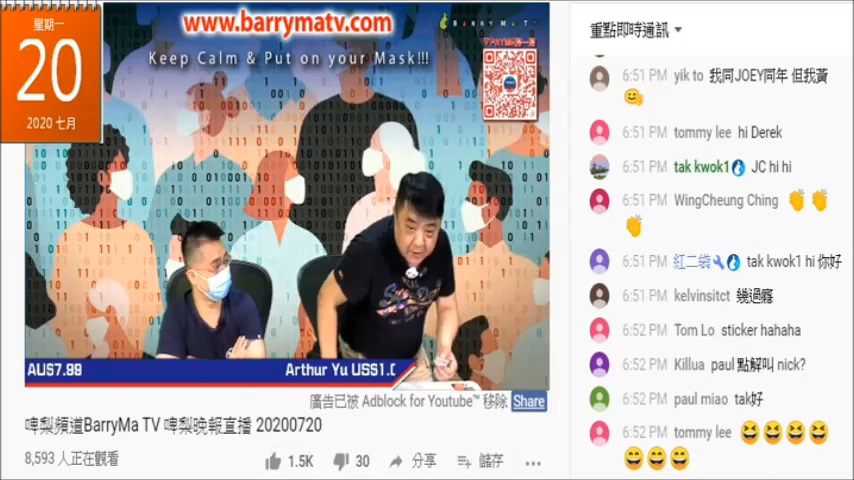 星期一
20
2020 七月
www.barrymatv.com
BARRYMATV
Keep Calm & Put on your Mask!!!
AU$7.99
Arthur Yu US$1.0
廣告已被 Adblock for Youtube™ 移除 Share
啤梨頻道BarryMa TV 啤梨晚報直播 20200720
8,593 人正在觀看
1.5K
30
分享
儲存
重點即時通訊
6:51 PM yik to 我同JOEY同年 但我黃
6:51 PM tommy lee hi Derek
6:51 PM tak kwok1 JC hi hi
6:51 PM WingCheung Ching 👏 👏
👏
6:51 PM 紅二袋 tak kwok1 hi 你好
6:51 PM kelvinsitct 幾過癮
6:52 PM Tom Lo sticker hahaha
6:52 PM Killua paul 點解叫 nick?
6:52 PM paul miao tak好
6:52 PM tommy lee 😆😆😆😆
😄😄😄